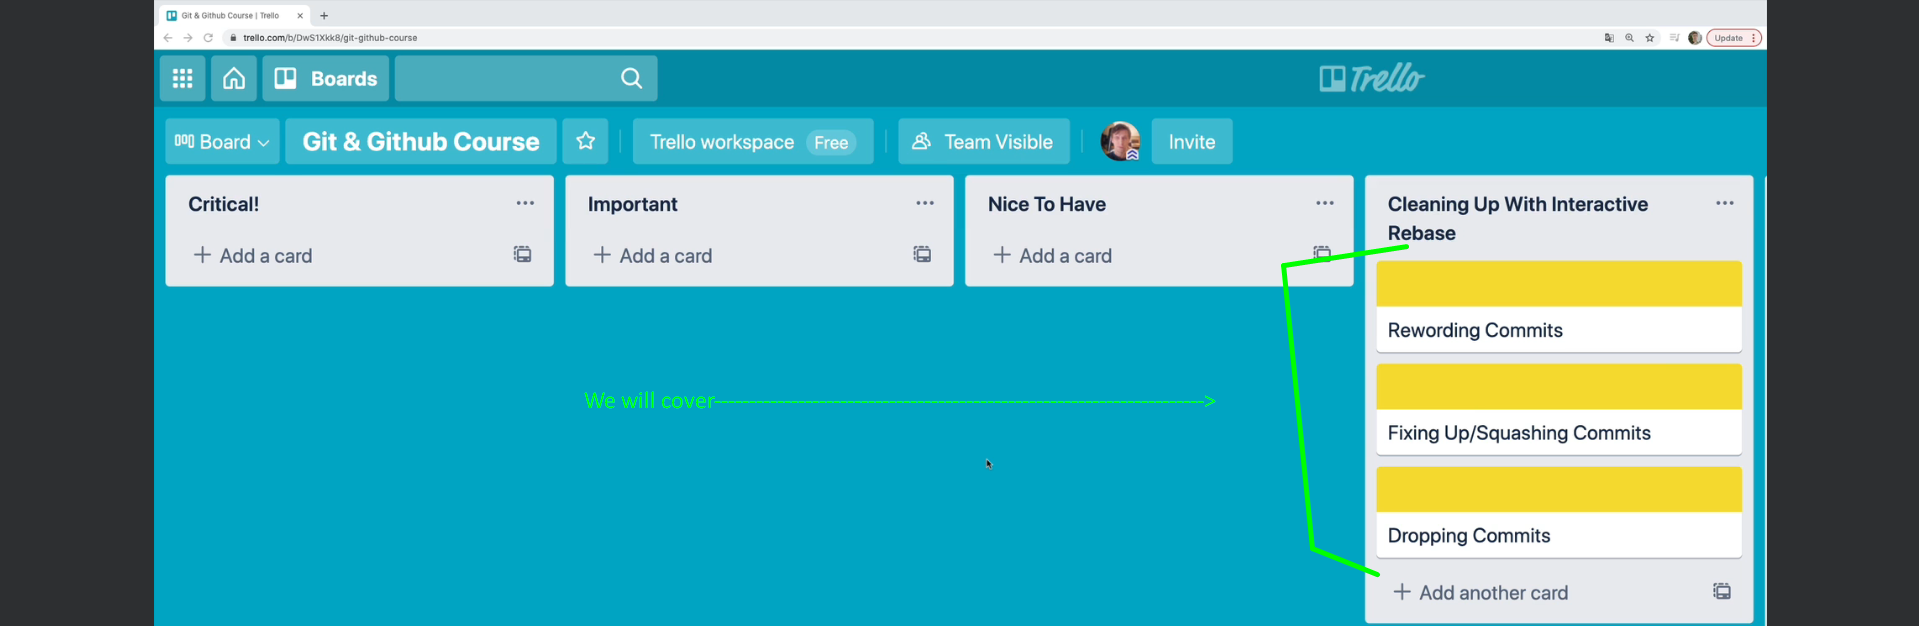 Git & Github Course | Trello
trello.com/b/DwS1Xkk8/git-github-course
Update
Boards
Trello
Board
Git & Github Course
Trello workspace Free
Team Visible
Invite
Critical!
Add a card
Important
Add a card
Nice To Have
Add a card
Cleaning Up With Interactive
Rebase
Rewording Commits
Fixing Up/Squashing Commits
Dropping Commits
Add another card
We will cover